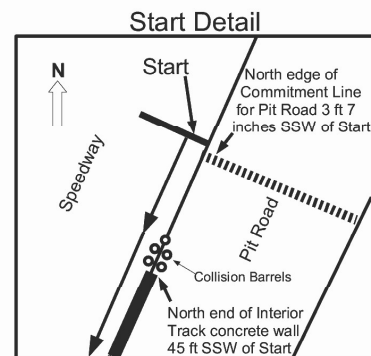 Start Detail
N
Start
North edge of
Commitment Line
for Pit Road 3 ft 7
inches SSW of Start
Speedway
Pit Road
Collision Barrels
North end of Interior
Track concrete wall
45 ft SSW of Start